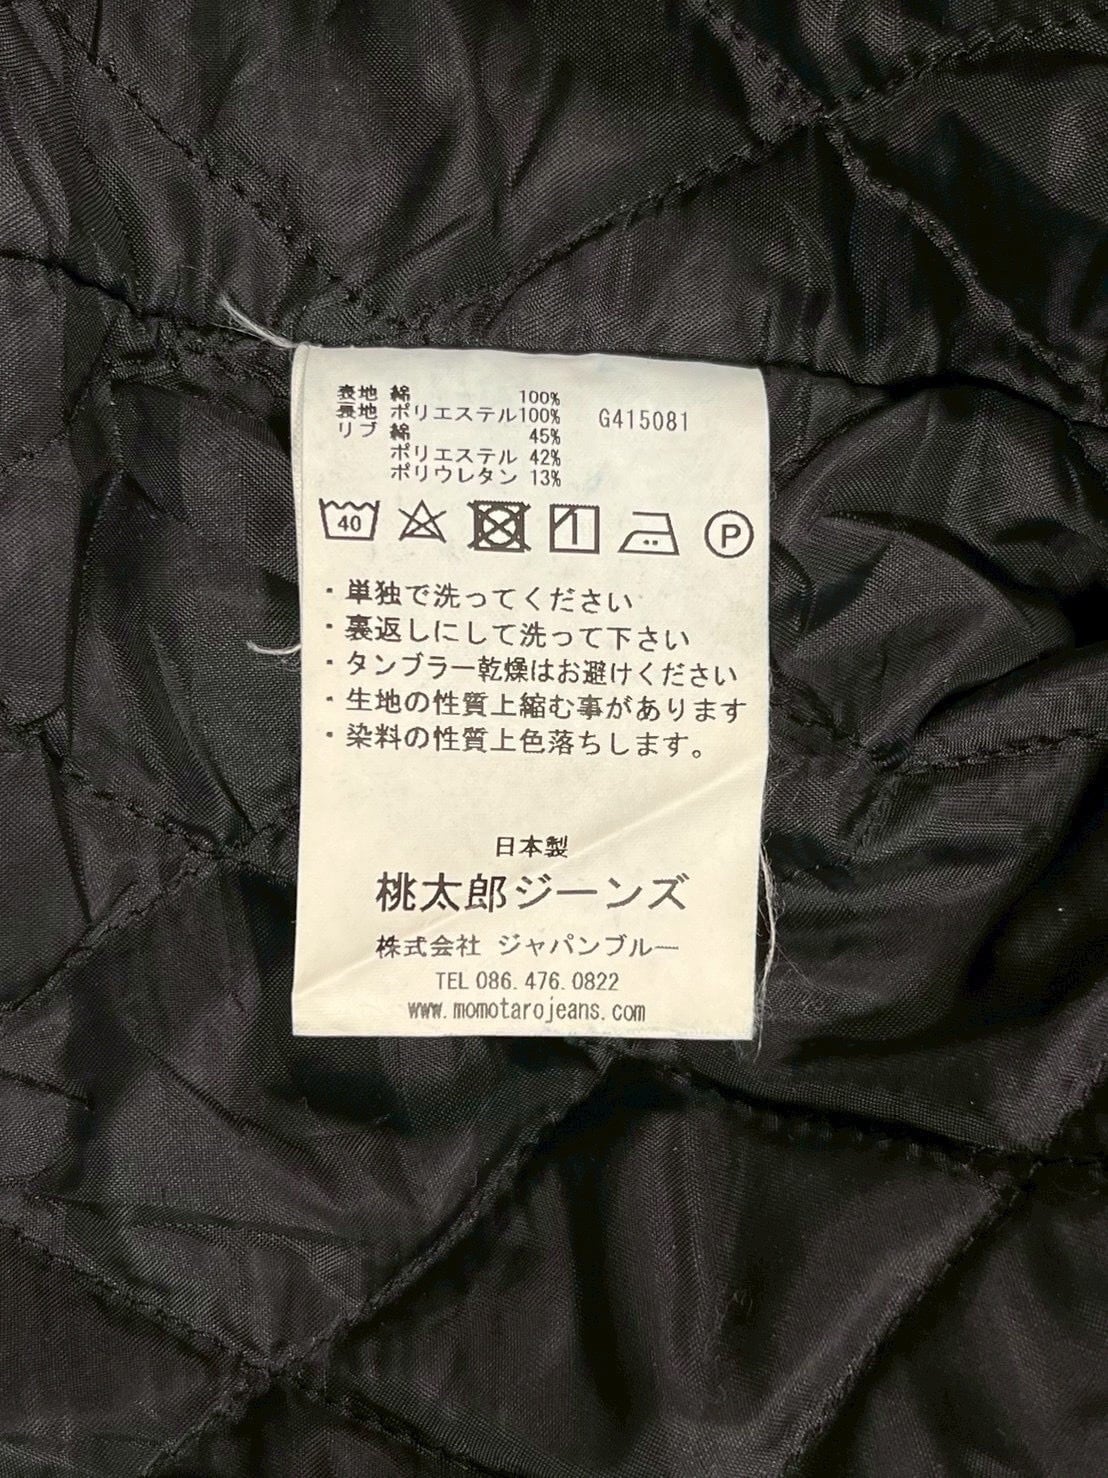 表地 綿 100%
裏地 ポリエステル100% G415081
リブ 綿 45%
ポリエステル 42%
ポリウレタン 13%
40 P
・単独で洗ってください
・裏返しにして洗って下さい
・タンブラー乾燥はお避けください
・生地の性質上縮む事があります
・染料の性質上色落ちします。
日本製
桃太郎ジーンズ
株式会社 ジャパンブルー
TEL 086.476.0822
www.momotarojeans.com